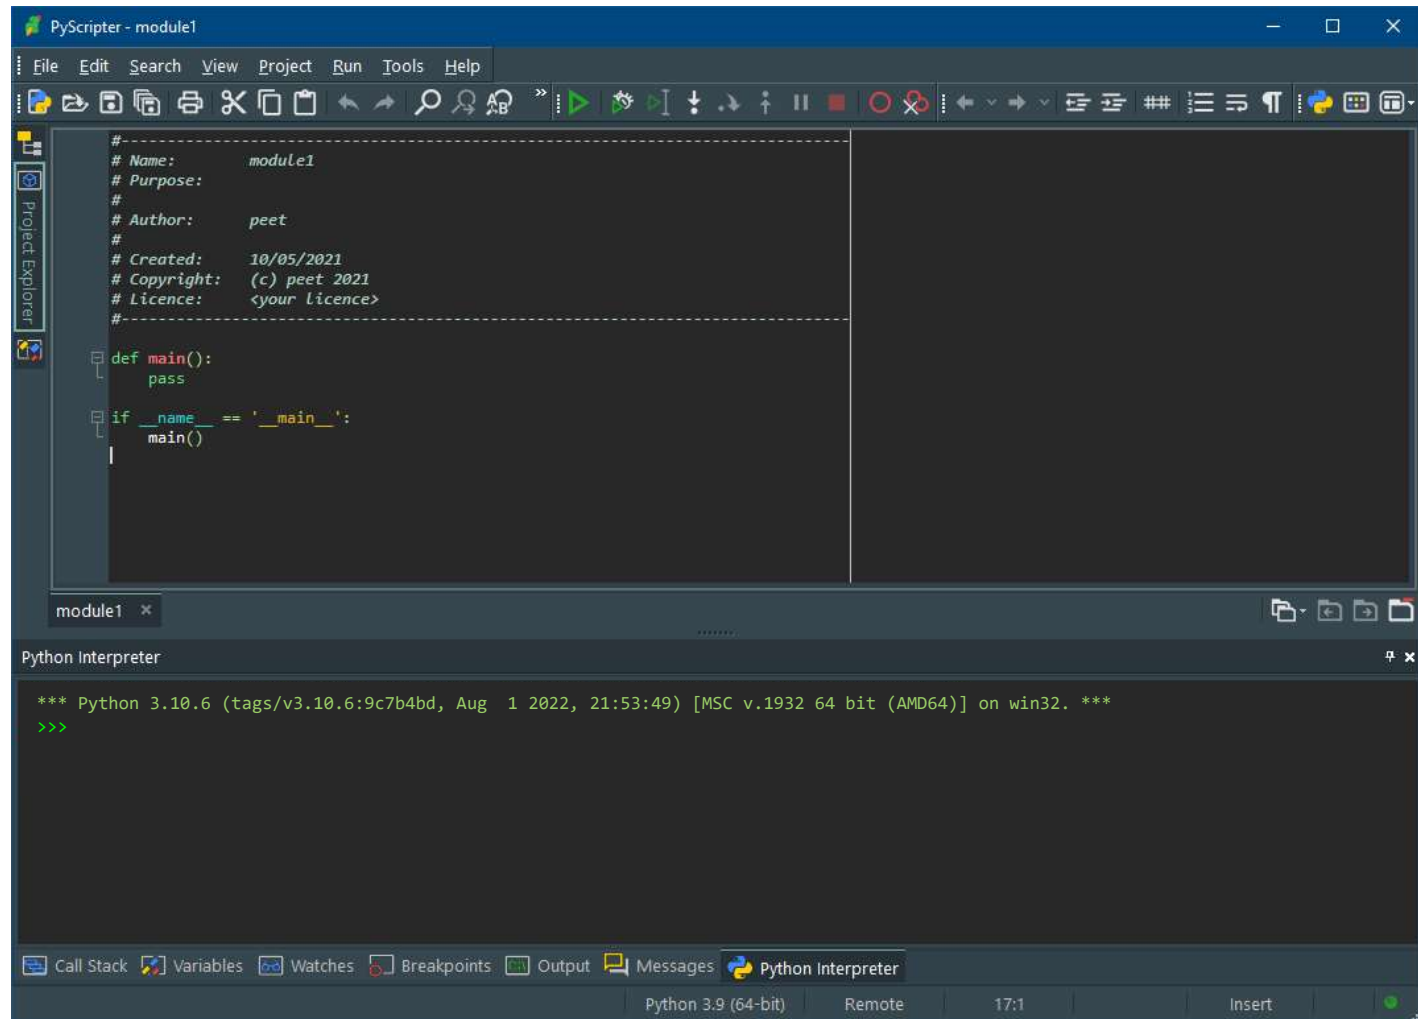 PyScripter - module1
File Edit Search View Project Run Tools Help
#-------------------------------------------------------------------------------
# Name:        module1
# Purpose:
#
# Author:      peet
#
# Created:     10/05/2021
# Copyright:   (c) peet 2021
# Licence:     <your licence>
#-------------------------------------------------------------------------------
Project Explorer
def main():
    pass
if __name__ == '__main__':
    main()
module1
Python Interpreter
*** Python 3.10.6 (tags/v3.10.6:9c7b4bd, Aug  1 2022, 21:53:49) [MSC v.1932 64 bit (AMD64)] on win32. ***
>>>
Call Stack Variables Watches Breakpoints Output Messages Python Interpreter
Python 3.9 (64-bit) Remote 17:1 Insert